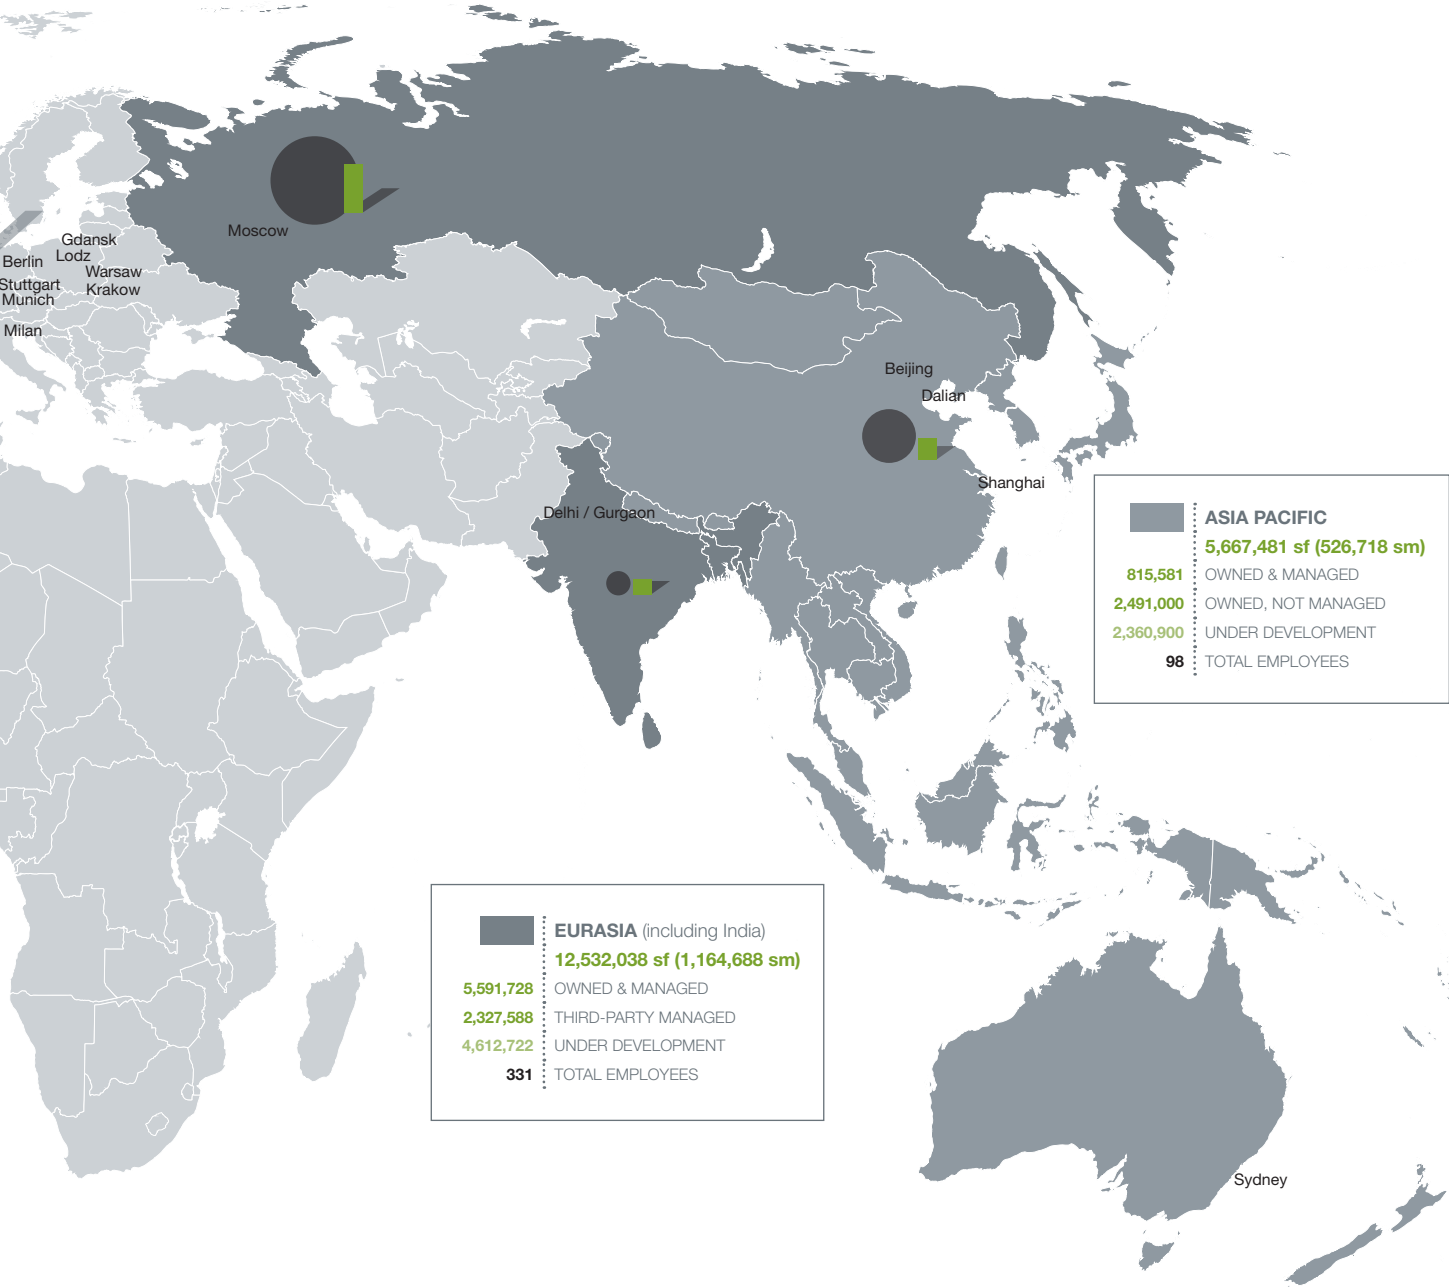 Moscow
Gdansk
Lodz
Berlin
Warsaw
Stuttgart
Krakow
Munich
Milan
Beijing
Dalian
Shanghai
Delhi / Gurgaon
ASIA PACIFIC
5,667,481 sf (526,718 sm)
815,581 OWNED & MANAGED
2,491,000 OWNED, NOT MANAGED
2,360,900 UNDER DEVELOPMENT
98 TOTAL EMPLOYEES
EURASIA (including India)
12,532,038 sf (1,164,688 sm)
5,591,728 OWNED & MANAGED
2,327,588 THIRD-PARTY MANAGED
4,612,722 UNDER DEVELOPMENT
331 TOTAL EMPLOYEES
Sydney